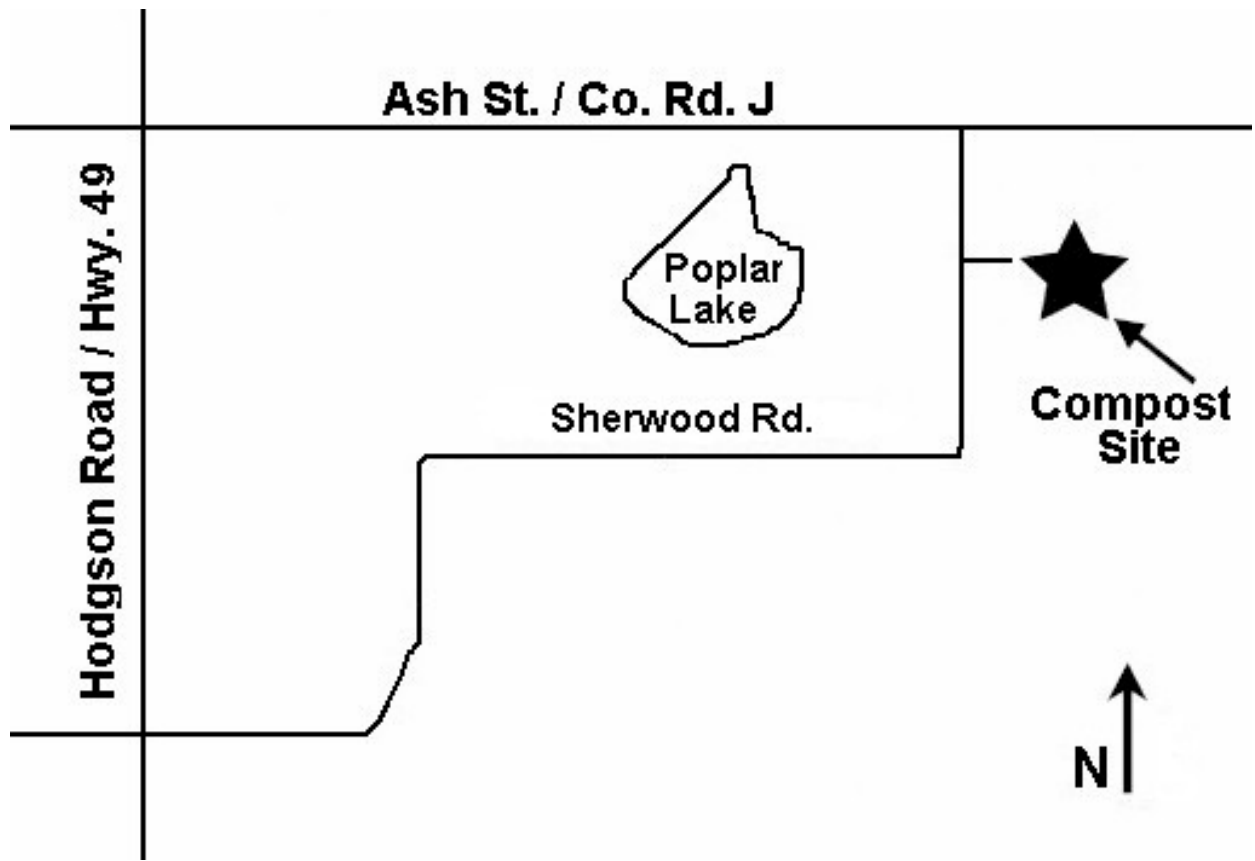 Ash St. / Co. Rd. J
Hodgson Road / Hwy. 49
Poplar
Lake
Sherwood Rd.
Compost
Site
N